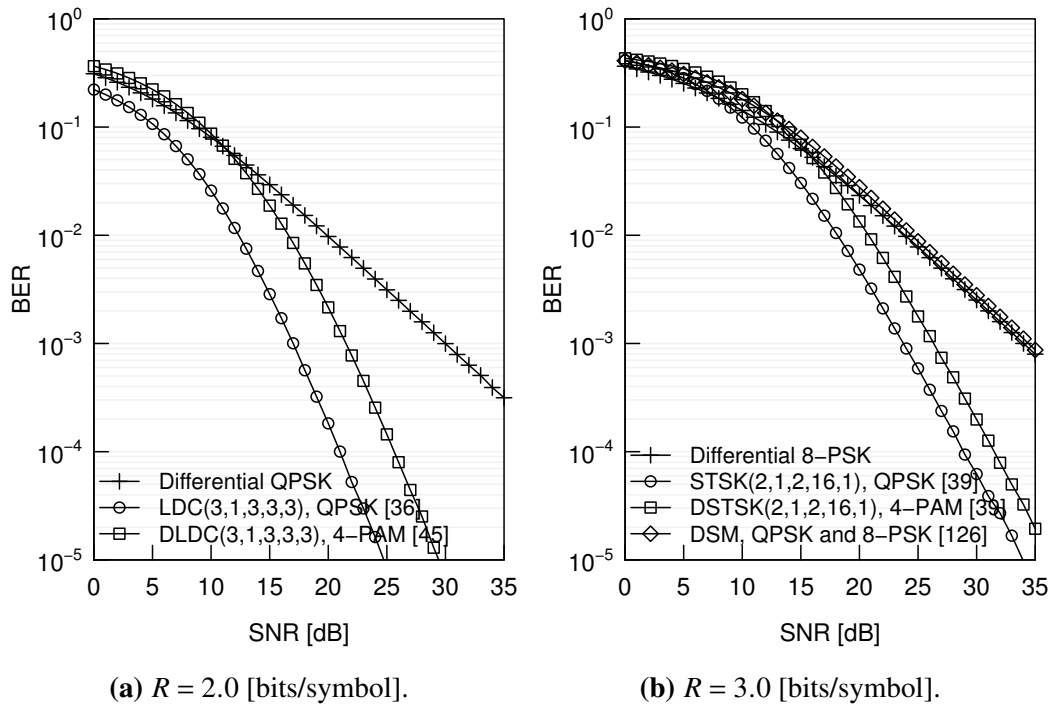 10^0
10^-1
10^-2
10^-3
10^-4
10^-5
BER
0 5 10 15 20 25 30 35
SNR [dB]
Differential QPSK
LDC(3,1,3,3,3), QPSK [36]
DLDC(3,1,3,3,3), 4−PAM [45]
(a) R = 2.0 [bits/symbol].
10^0
10^-1
10^-2
10^-3
10^-4
10^-5
BER
0 5 10 15 20 25 30 35
SNR [dB]
Differential 8−PSK
STSK(2,1,2,16,1), QPSK [39]
DSTSK(2,1,2,16,1), 4−PAM [39]
DSM, QPSK and 8−PSK [126]
(b) R = 3.0 [bits/symbol].